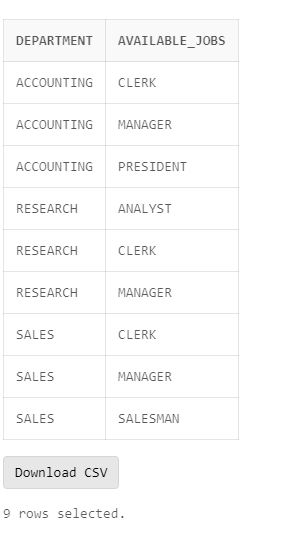 DEPARTMENT AVAILABLE_JOBS
ACCOUNTING CLERK
ACCOUNTING MANAGER
ACCOUNTING PRESIDENT
RESEARCH ANALYST
RESEARCH CLERK
RESEARCH MANAGER
SALES CLERK
SALES MANAGER
SALES SALESMAN
Download CSV
9 rows selected.